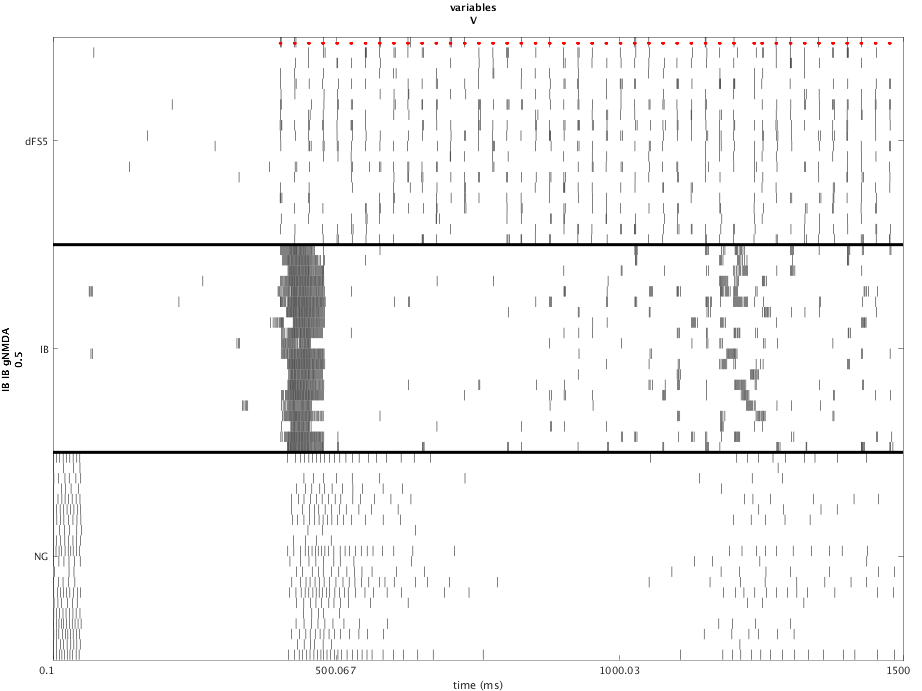 variables
V
dFS5
IB
NG
IB IB gNMDA
0.5
0.1
500.067
1000.03
1500
time (ms)